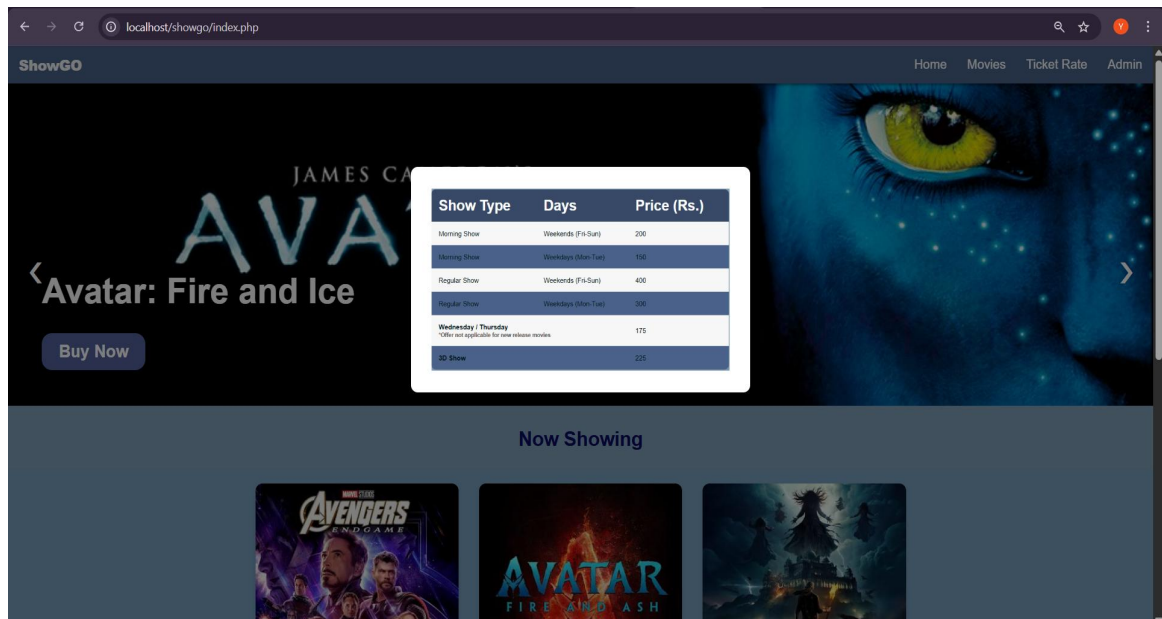 localhost/showgo/index.php
Y
ShowGO Home Movies Ticket Rate Admin
JAMES CA
AVA
Avatar: Fire and Ice
Buy Now
Show Type Days Price (Rs.)
Morning Show Weekends (Fri-Sun) 200
Morning Show Weekdays (Mon-Tue) 150
Regular Show Weekends (Fri-Sun) 400
Regular Show Weekdays (Mon-Tue) 300
Wednesday / Thursday 175
*Offer not applicable for new release movies
3D Show 225
Now Showing
MARVEL STUDIOS
AVENGERS
ENDGAME
AVATAR
FIRE AND ASH